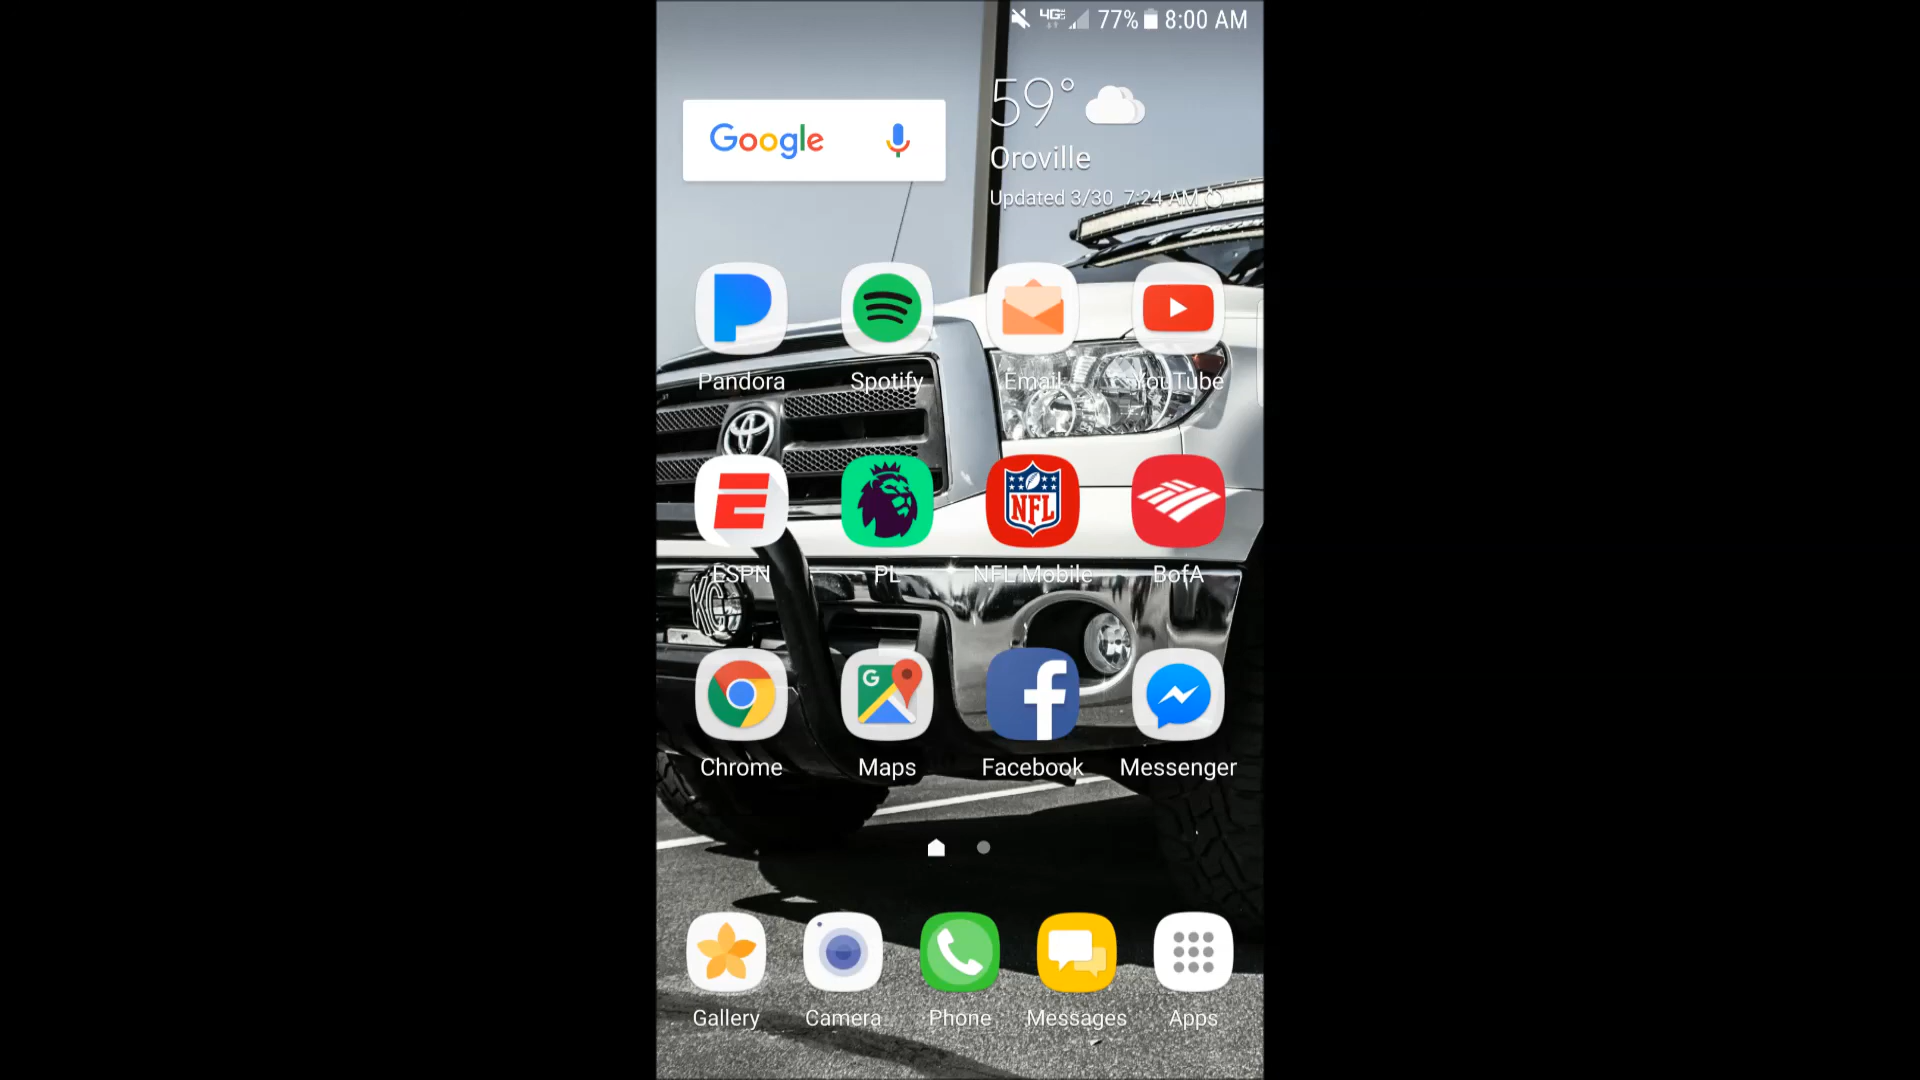 4G 77% 8:00 AM
Google
59°
Oroville
Updated 3/30 7:24 AM
Pandora Spotify Email YouTube
NFL
ESPN PL NFL Mobile BofA
KC
G
Chrome Maps Facebook Messenger
Gallery Camera Phone Messages Apps